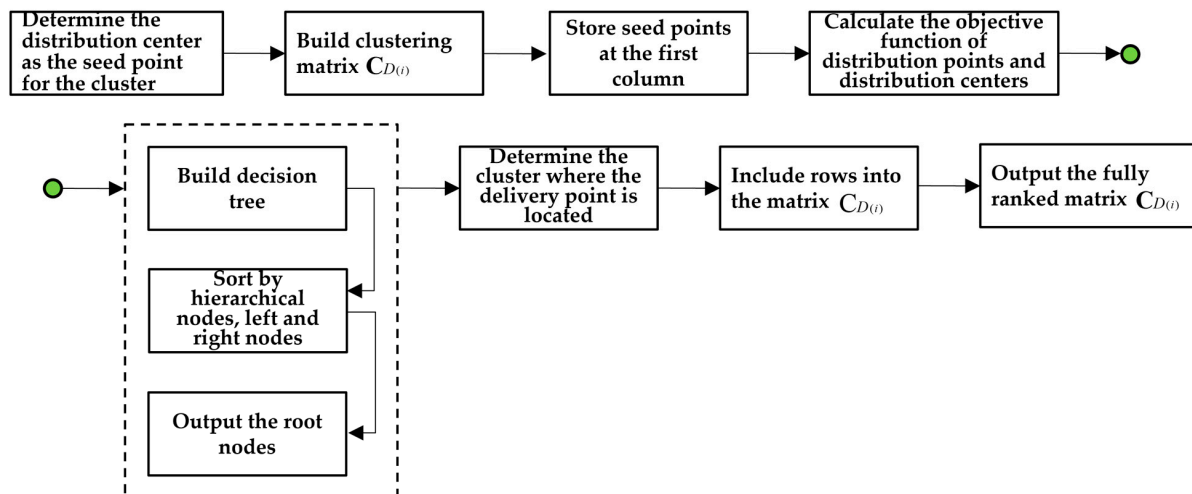 Determine the
distribution center
as the seed point
for the cluster
Build clustering
matrix C_{D(i)}
Store seed points
at the first
column
Calculate the objective
function of
distribution points and
distribution centers
Build decision
tree
Sort by
hierarchical
nodes, left and
right nodes
Output the root
nodes
Determine the
cluster where the
delivery point is
located
Include rows into
the matrix C_{D(i)}
Output the fully
ranked matrix C_{D(i)}